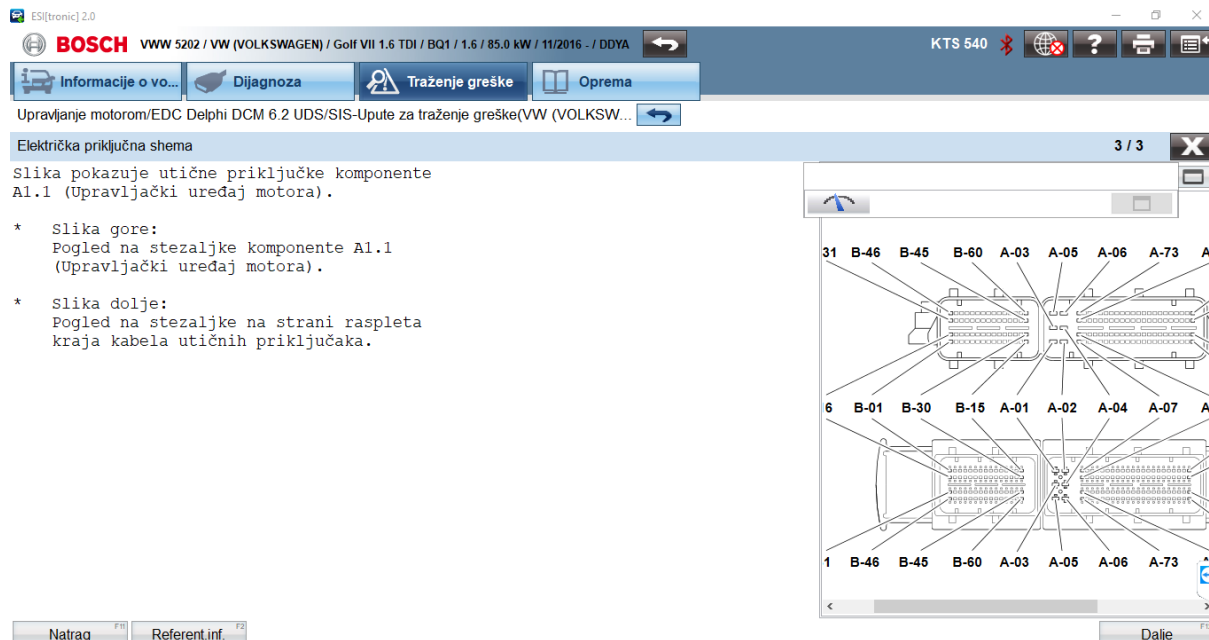 ESI[tronic] 2.0
BOSCH VWW 5202 / VW (VOLKSWAGEN) / Golf VII 1.6 TDI / BQ1 / 1.6 / 85.0 kW / 11/2016 - / DDYA KTS 540 ?
Informacije o vo... Dijagnoza Traženje greške Oprema
Upravljanje motorom/EDC Delphi DCM 6.2 UDS/SIS-Upute za traženje greške(VW (VOLKSW...
Električka priključna shema 3 / 3 X
Slika pokazuje utične priključke komponente
A1.1 (Upravljački uređaj motora).
* Slika gore:
Pogled na stezaljke komponente A1.1
(Upravljački uređaj motora).
* Slika dolje:
Pogled na stezaljke na strani raspleta
kraja kabela utičnih priključaka.
31 B-46 B-45 B-60 A-03 A-05 A-06 A-73 A
6 B-01 B-30 B-15 A-01 A-02 A-04 A-07 A
1 B-46 B-45 B-60 A-03 A-05 A-06 A-73
Natrag F11 Referent.inf. F2 Dalje